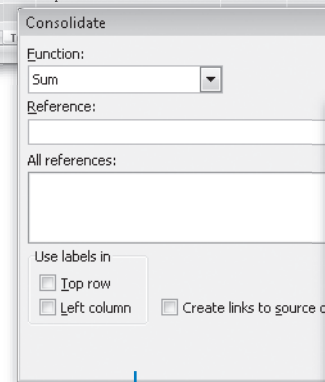 Consolidate
Function:
Sum
Reference:
All references:
Use labels in
Top row
Left column
Create links to source